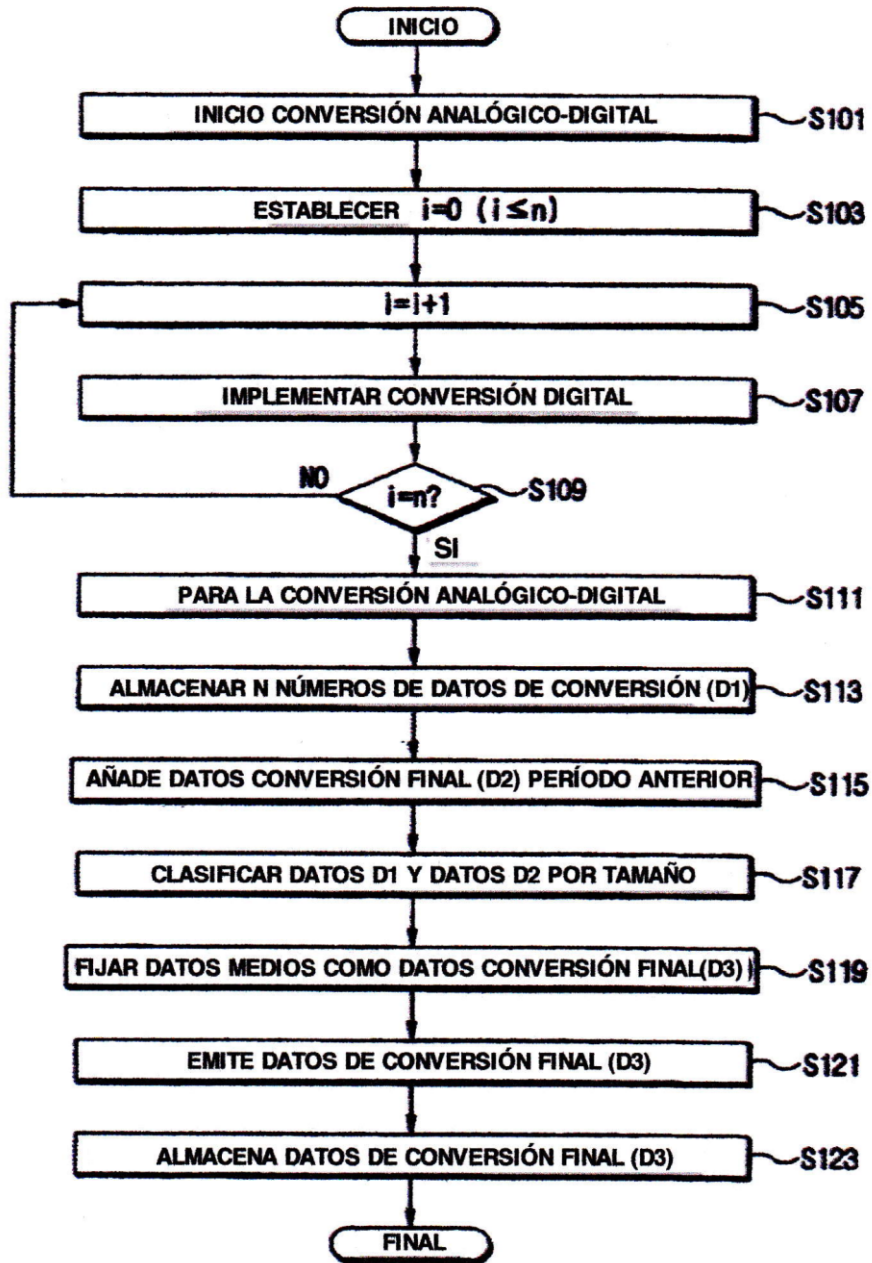 INICIO
INICIO CONVERSIÓN ANALÓGICO-DIGITAL
S101
ESTABLECER i=0 (i≤n)
S103
i=i+1
S105
IMPLEMENTAR CONVERSIÓN DIGITAL
S107
NO
i=n?
S109
SI
PARA LA CONVERSIÓN ANALÓGICO-DIGITAL
S111
ALMACENAR N NÚMEROS DE DATOS DE CONVERSIÓN (D1)
S113
AÑADE DATOS CONVERSIÓN FINAL (D2) PERÍODO ANTERIOR
S115
CLASIFICAR DATOS D1 Y DATOS D2 POR TAMAÑO
S117
FIJAR DATOS MEDIOS COMO DATOS CONVERSIÓN FINAL(D3) )
S119
EMITE DATOS DE CONVERSIÓN FINAL (D3)
S121
ALMACENA DATOS DE CONVERSIÓN FINAL (D3)
S123
FINAL